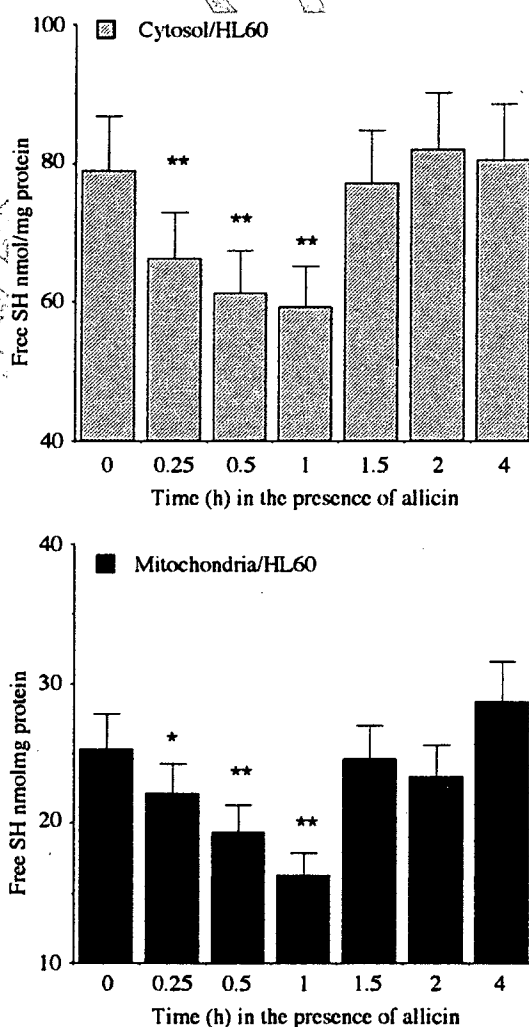 100
Cytosol/HL60
80
60
40
Free SH nmol/mg protein
**
**
**
0 0.25 0.5 1 1.5 2 4
Time (h) in the presence of allicin
40
Mitochondria/HL60
30
20
10
Free SH nmolmg protein
*
**
**
0 0.25 0.5 1 1.5 2 4
Time (h) in the presence of allicin